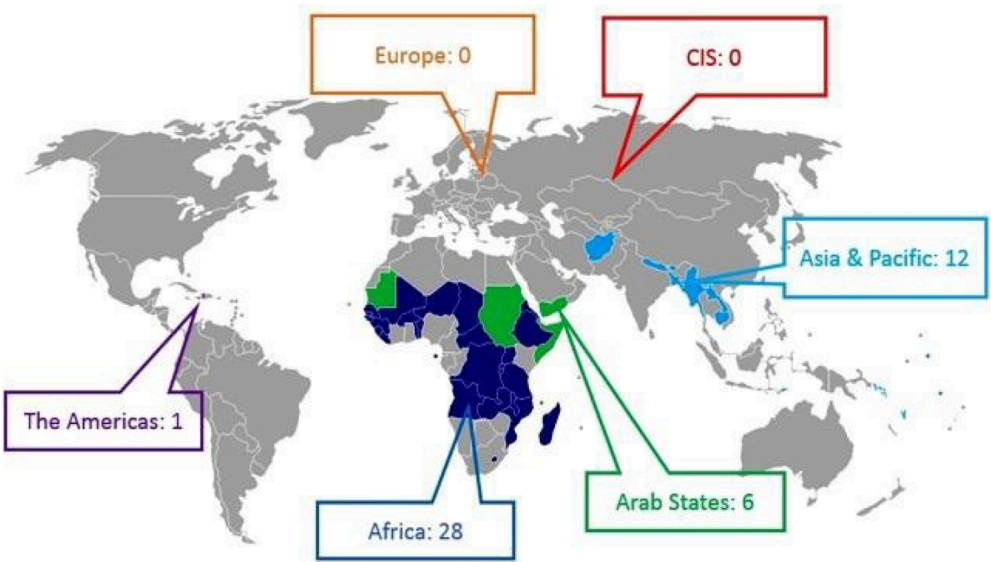 Europe: 0
CIS: 0
Asia & Pacific: 12
The Americas: 1
Arab States: 6
Africa: 28